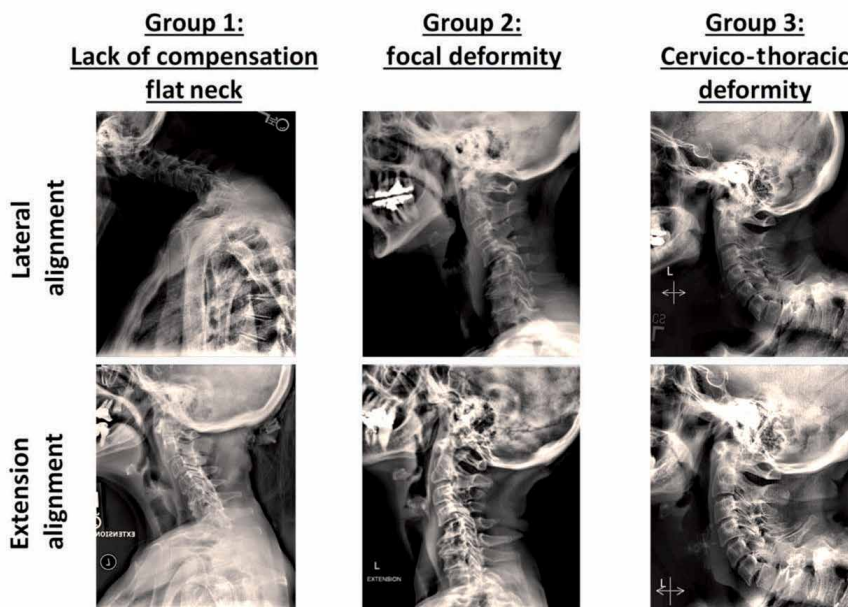 Group 1:
Lack of compensation
flat neck
Group 2:
focal deformity
Group 3:
Cervico-thoracic
deformity
Lateral
alignment
L
Extension
alignment
EXTENSION
L
L
EXTENSION
L